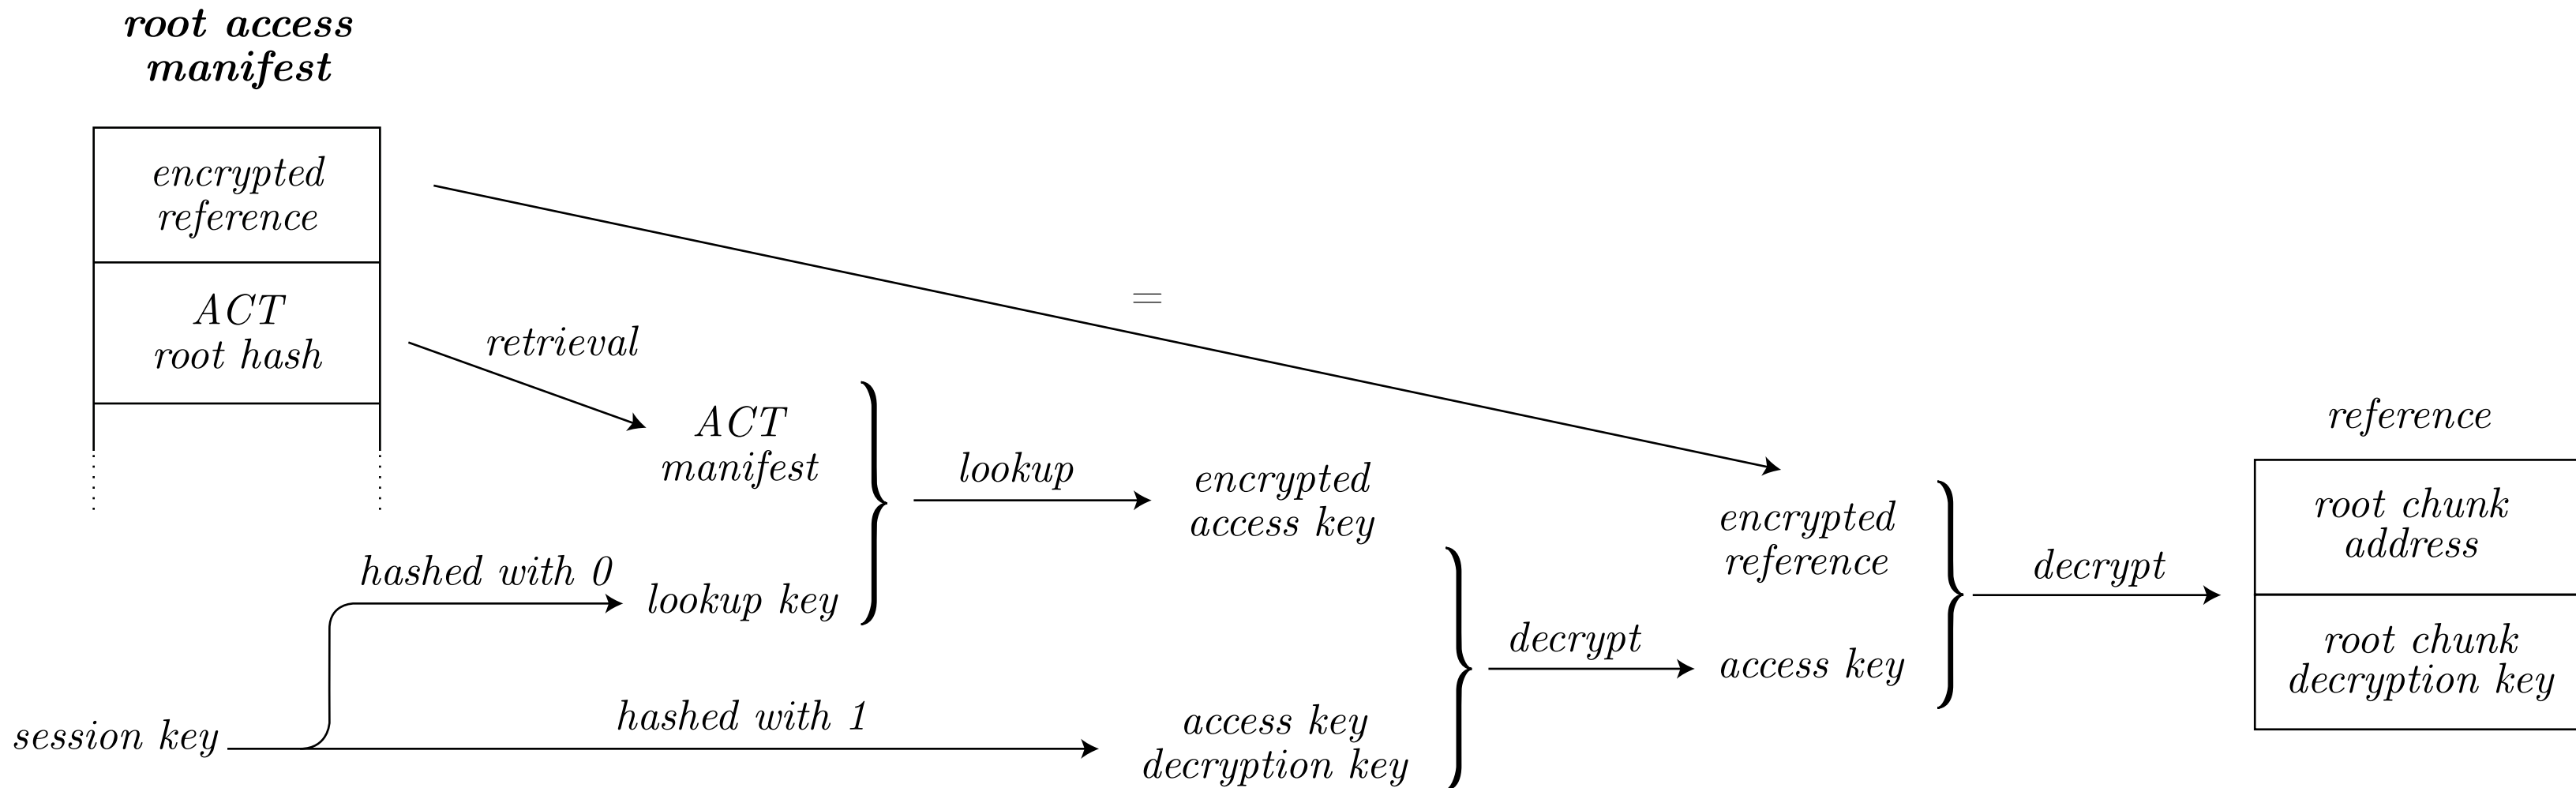 root access
manifest
encrypted
reference
ACT
root hash
retrieval
=
ACT
manifest
lookup
encrypted
access key
hashed with 0
lookup key
session key
hashed with 1
access key
decryption key
decrypt
access key
encrypted
reference
decrypt
reference
root chunk
address
root chunk
decryption key